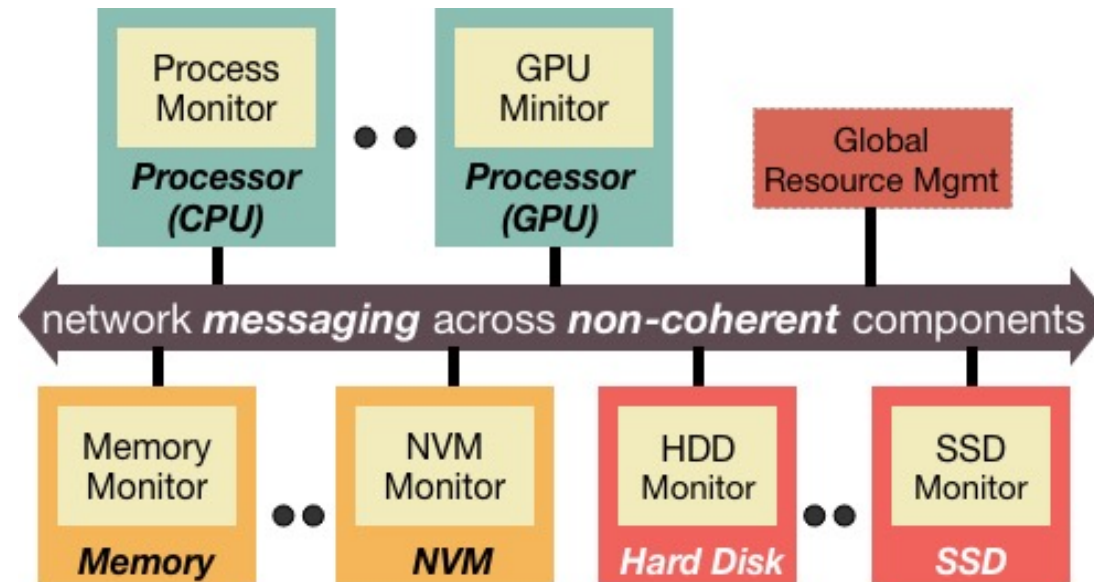 Process
Monitor
Processor
(CPU)
GPU
Minitor
Processor
(GPU)
Global
Resource Mgmt
network messaging across non-coherent components
Memory
Monitor
Memory
NVM
Monitor
NVM
HDD
Monitor
Hard Disk
SSD
Monitor
SSD